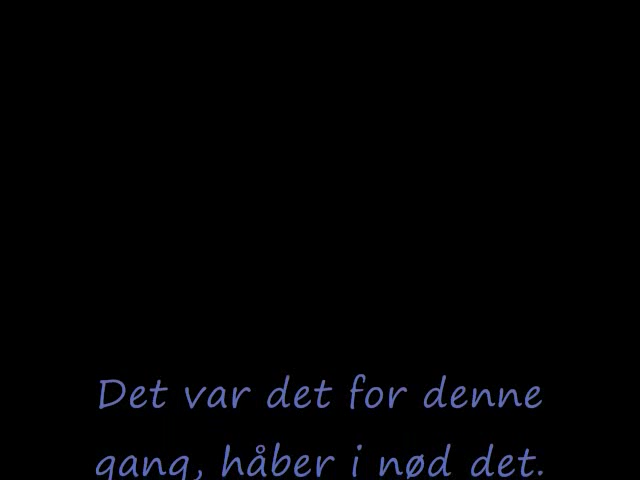 Det var det for denne
gang, håber i nød det.